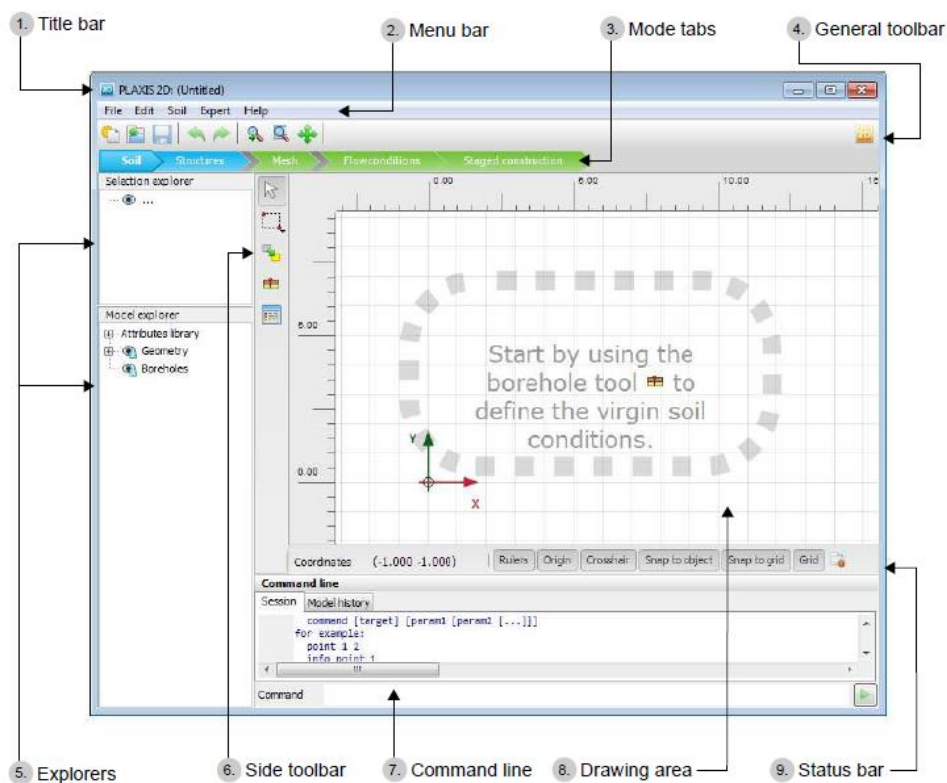 1. Title bar
2. Menu bar
3. Mode tabs
4. General toolbar
PLAXIS 2D: (Untitled)
File Edit Soil Expert Help
Soil Structures Mesh Flow conditions Staged construction
Selection explorer
...
0.00 6.00 10.00 15
Model explorer
Attributes library
Geometry
Boreholes
5.00
Start by using the
borehole tool to
define the virgin soil
conditions.
Y
0.00
X
Coordinates (-1.000 -1.000) Rulers Origin Crosshair Snap to object Snap to grid Grid
Command line
Session Model history
command [target] [param1 [param2 [...]]]
for example:
point 1 2
info point 1
Command
5. Explorers
6. Side toolbar
7. Command line
8. Drawing area
9. Status bar